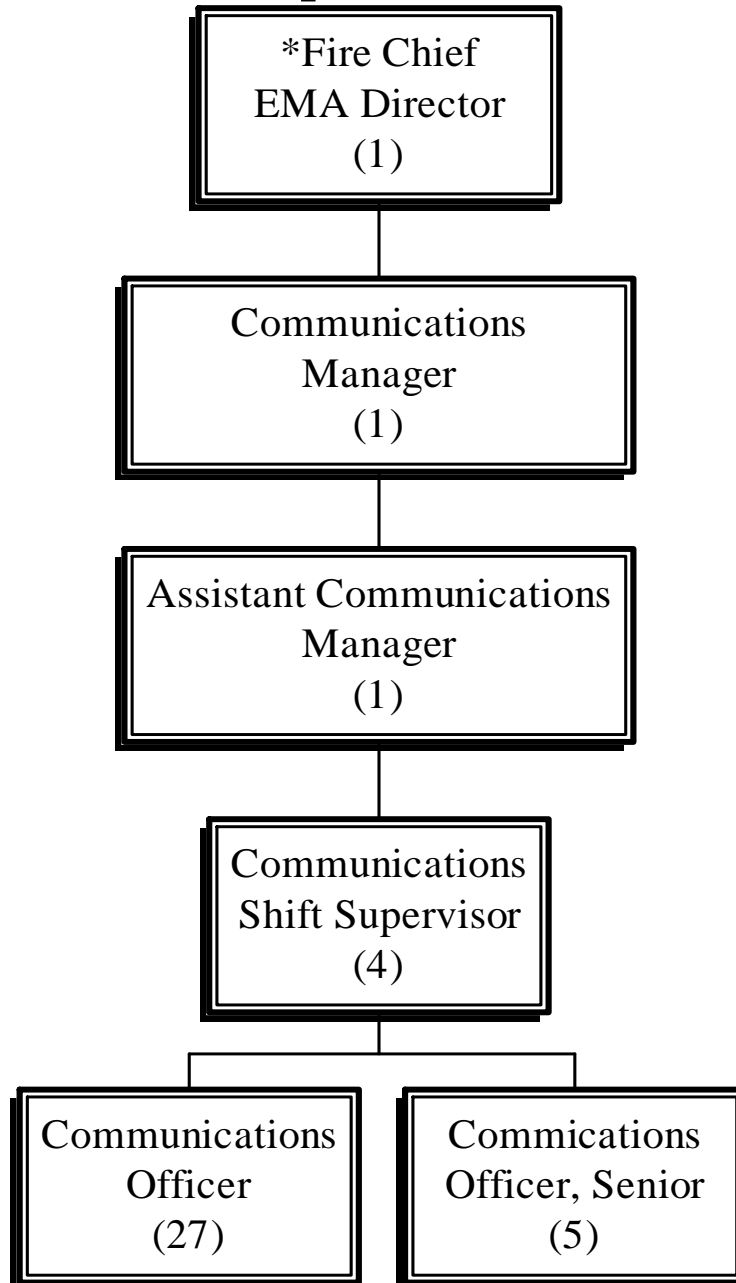 *Fire Chief
EMA Director
(1)
Communications
Manager
(1)
Assistant Communications
Manager
(1)
Communications
Shift Supervisor
(4)
Communications
Officer
(27)
Commications
Officer, Senior
(5)